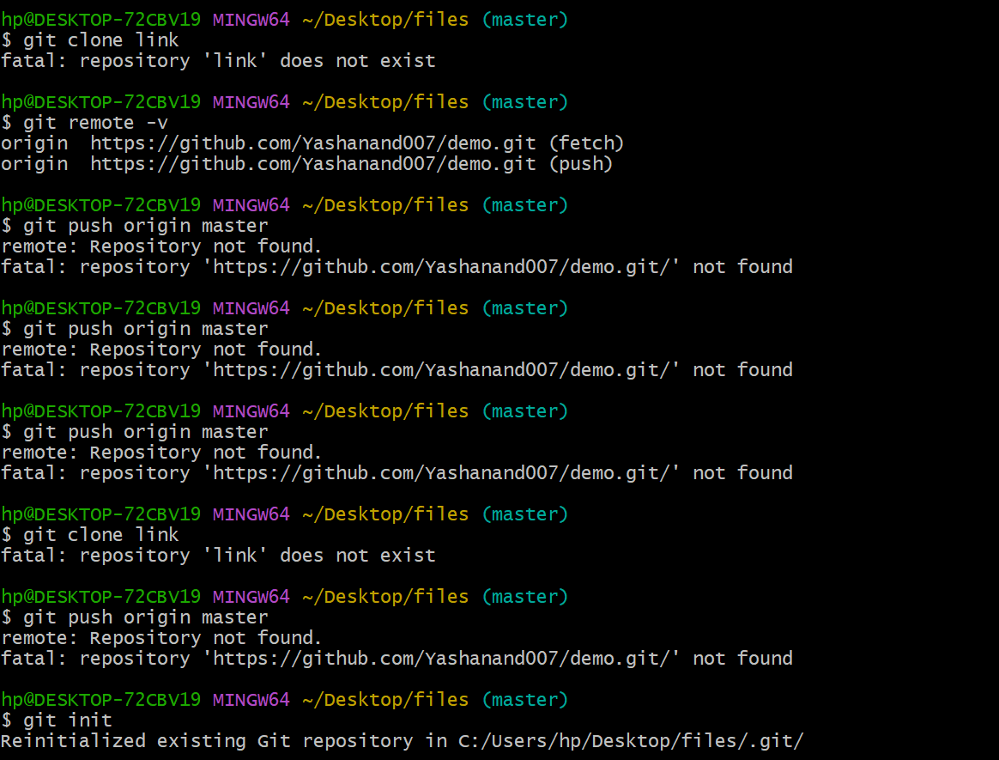 hp@DESKTOP-72CBV19 MINGW64 ~/Desktop/files (master)
$ git clone link
fatal: repository 'link' does not exist
hp@DESKTOP-72CBV19 MINGW64 ~/Desktop/files (master)
$ git remote -v
origin  https://github.com/Yashanand007/demo.git (fetch)
origin  https://github.com/Yashanand007/demo.git (push)
hp@DESKTOP-72CBV19 MINGW64 ~/Desktop/files (master)
$ git push origin master
remote: Repository not found.
fatal: repository 'https://github.com/Yashanand007/demo.git/' not found
hp@DESKTOP-72CBV19 MINGW64 ~/Desktop/files (master)
$ git push origin master
remote: Repository not found.
fatal: repository 'https://github.com/Yashanand007/demo.git/' not found
hp@DESKTOP-72CBV19 MINGW64 ~/Desktop/files (master)
$ git push origin master
remote: Repository not found.
fatal: repository 'https://github.com/Yashanand007/demo.git/' not found
hp@DESKTOP-72CBV19 MINGW64 ~/Desktop/files (master)
$ git clone link
fatal: repository 'link' does not exist
hp@DESKTOP-72CBV19 MINGW64 ~/Desktop/files (master)
$ git push origin master
remote: Repository not found.
fatal: repository 'https://github.com/Yashanand007/demo.git/' not found
hp@DESKTOP-72CBV19 MINGW64 ~/Desktop/files (master)
$ git init
Reinitialized existing Git repository in C:/Users/hp/Desktop/files/.git/